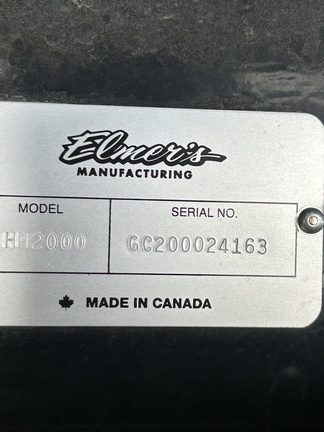 Elmer's
MANUFACTURING
MODEL
SERIAL NO.
HM2000
GC200024163
MADE IN CANADA